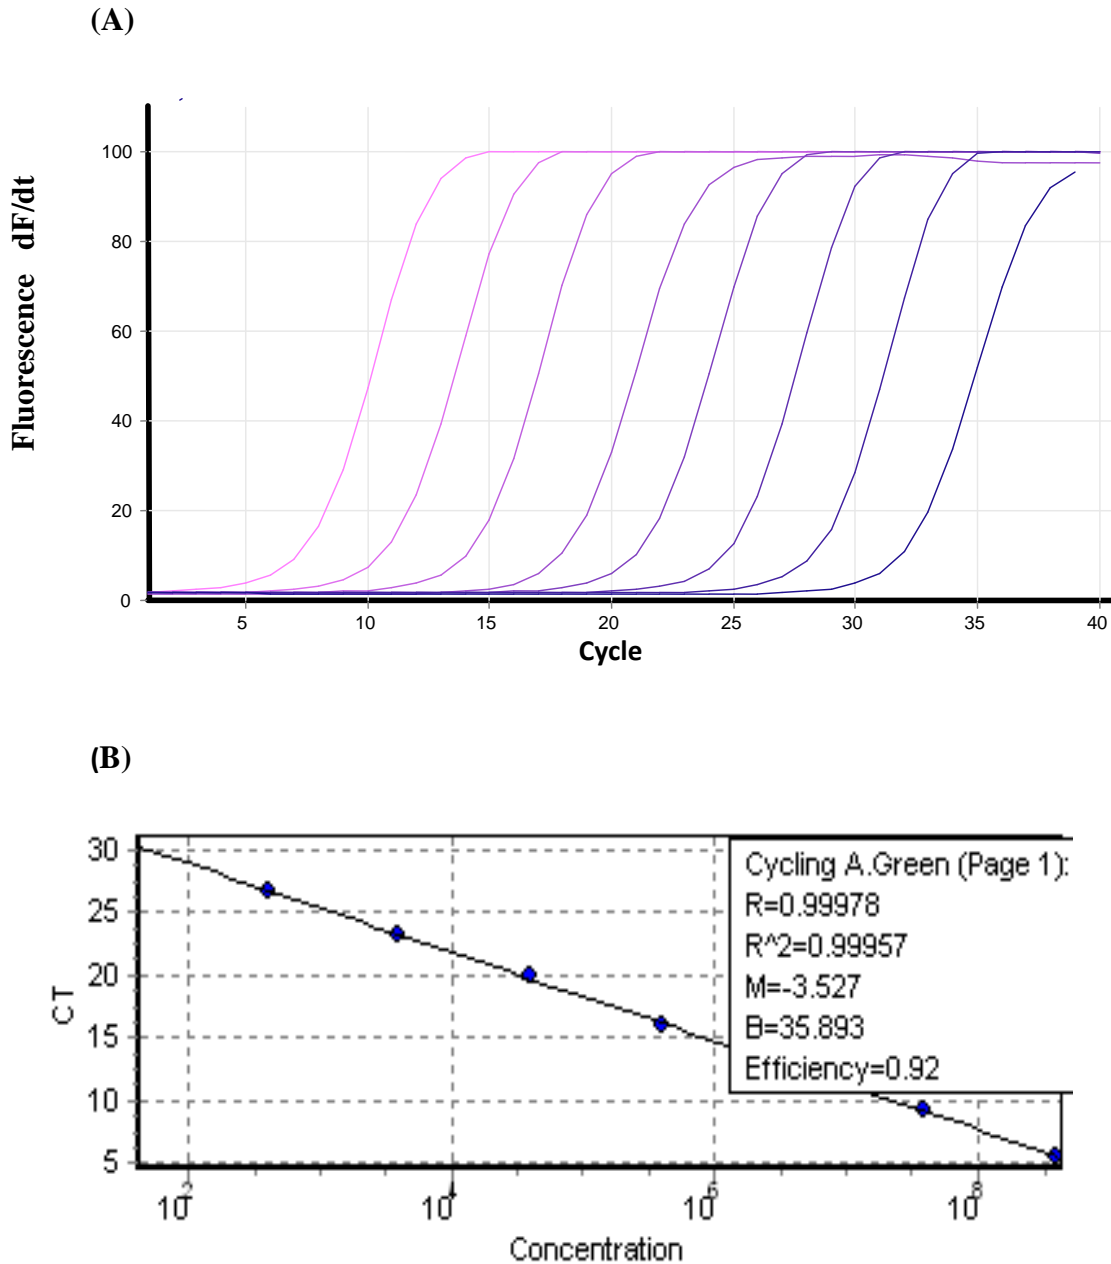 (A)
Fluorescence dF/dt
100
80
60
40
20
0
5 10 15 20 25 30 35 40
Cycle
(B)
CT
30
25
20
15
10
5
Cycling A.Green (Page 1):
R=0.99978
R^2=0.99957
M=-3.527
B=35.893
Efficiency=0.92
10^2 10^4 10^6 10^8
Concentration